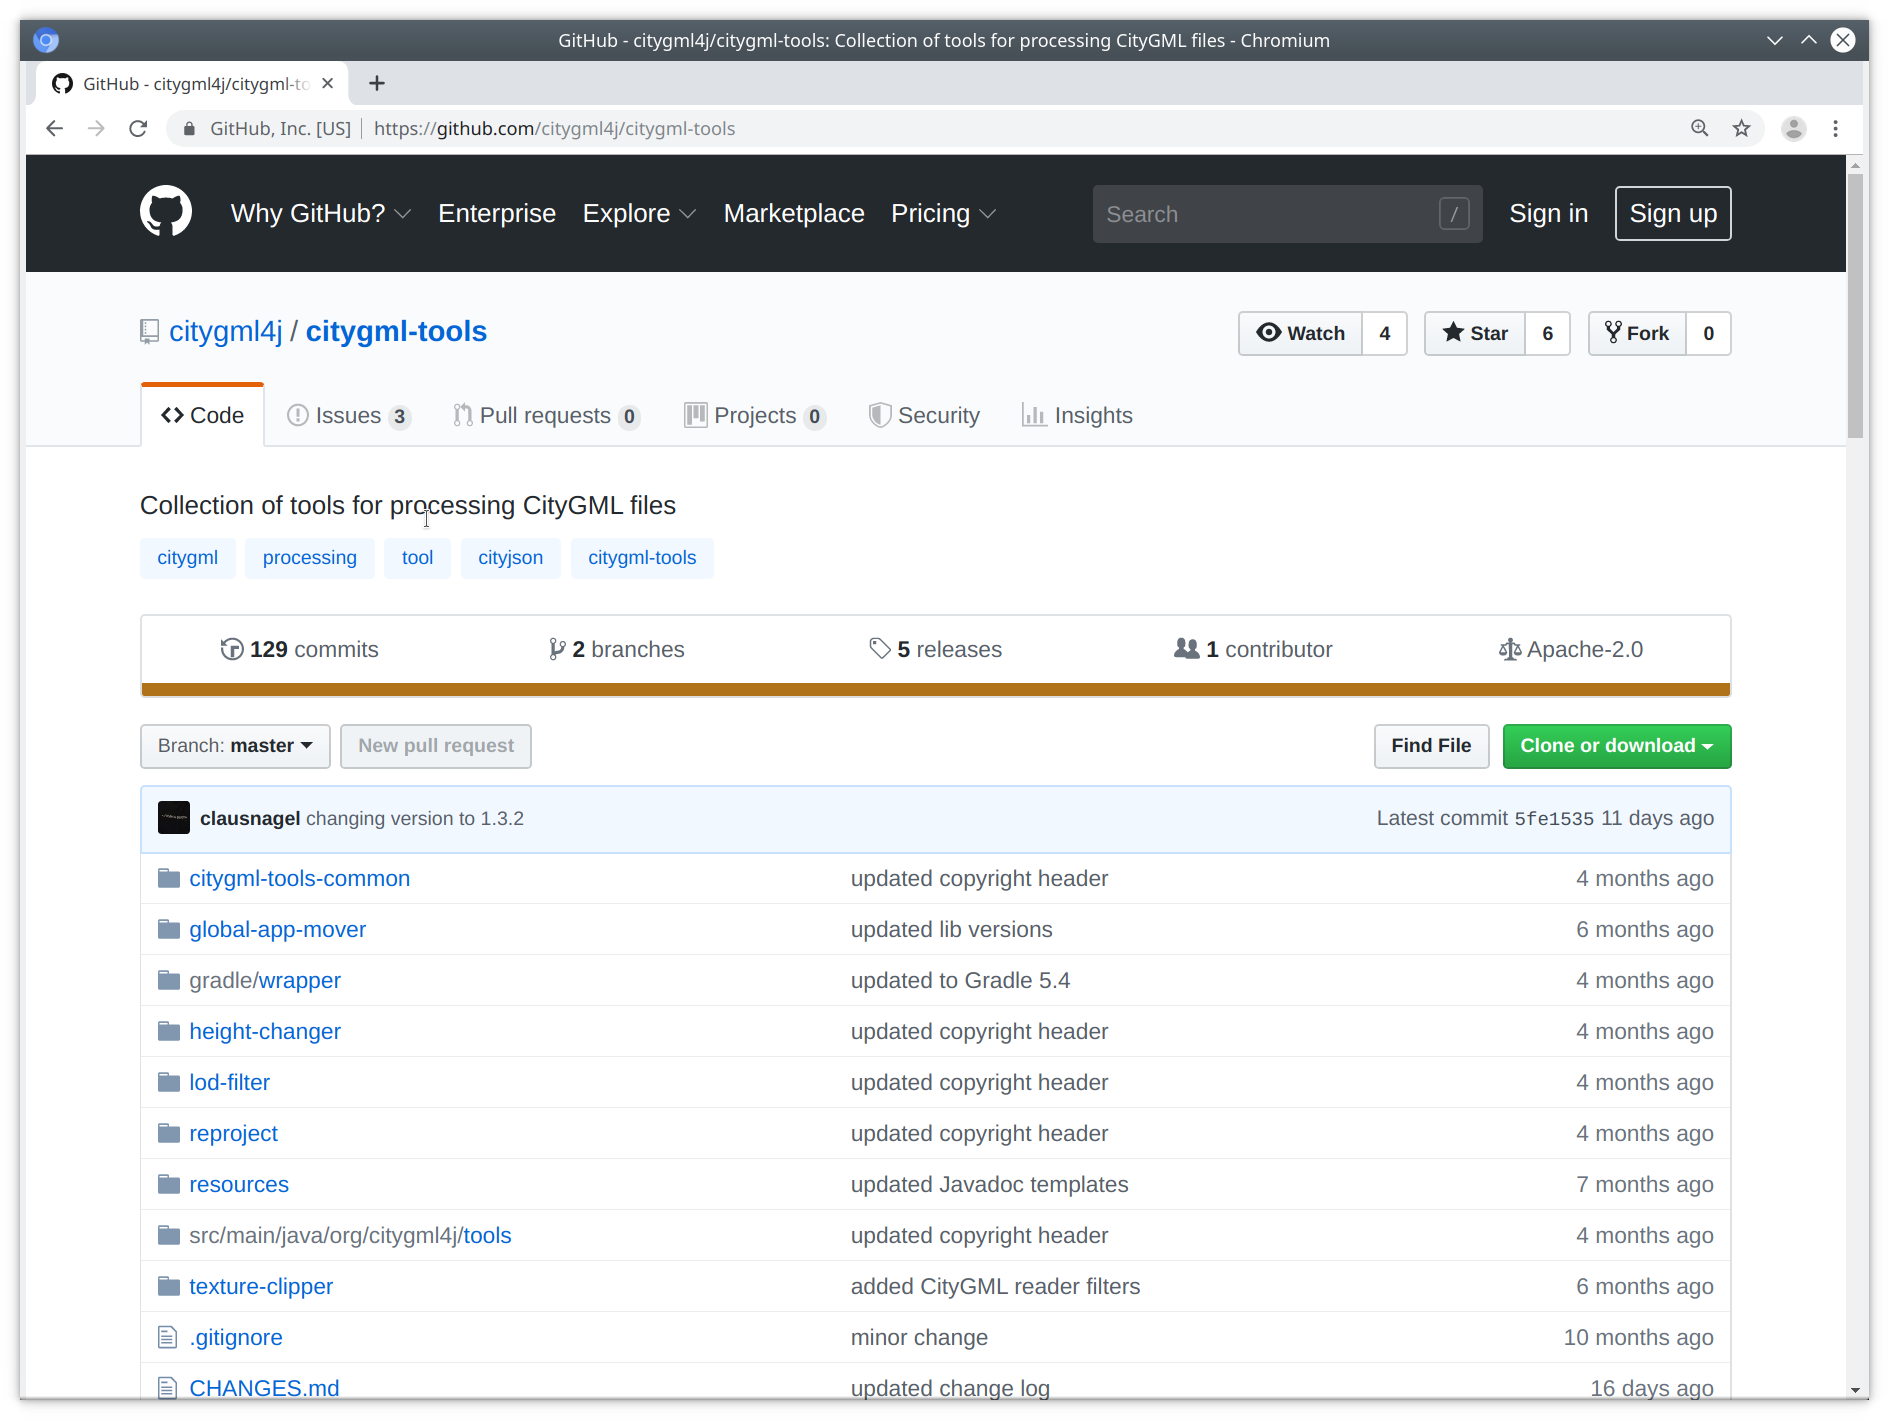 GitHub - citygml4j/citygml-tools: Collection of tools for processing CityGML files - Chromium
GitHub - citygml4j/citygml-to
GitHub, Inc. [US] https://github.com/citygml4j/citygml-tools
Why GitHub? Enterprise Explore Marketplace Pricing Search / Sign in Sign up
citygml4j / citygml-tools Watch 4 Star 6 Fork 0
Code Issues 3 Pull requests 0 Projects 0 Security Insights
Collection of tools for processing CityGML files
citygml processing tool cityjson citygml-tools
129 commits 2 branches 5 releases 1 contributor Apache-2.0
Branch: master New pull request Find File Clone or download
clausnagel changing version to 1.3.2 Latest commit 5fe1535 11 days ago
citygml-tools-common updated copyright header 4 months ago
global-app-mover updated lib versions 6 months ago
gradle/wrapper updated to Gradle 5.4 4 months ago
height-changer updated copyright header 4 months ago
lod-filter updated copyright header 4 months ago
reproject updated copyright header 4 months ago
resources updated Javadoc templates 7 months ago
src/main/java/org/citygml4j/tools updated copyright header 4 months ago
texture-clipper added CityGML reader filters 6 months ago
.gitignore minor change 10 months ago
CHANGES.md updated change log 16 days ago